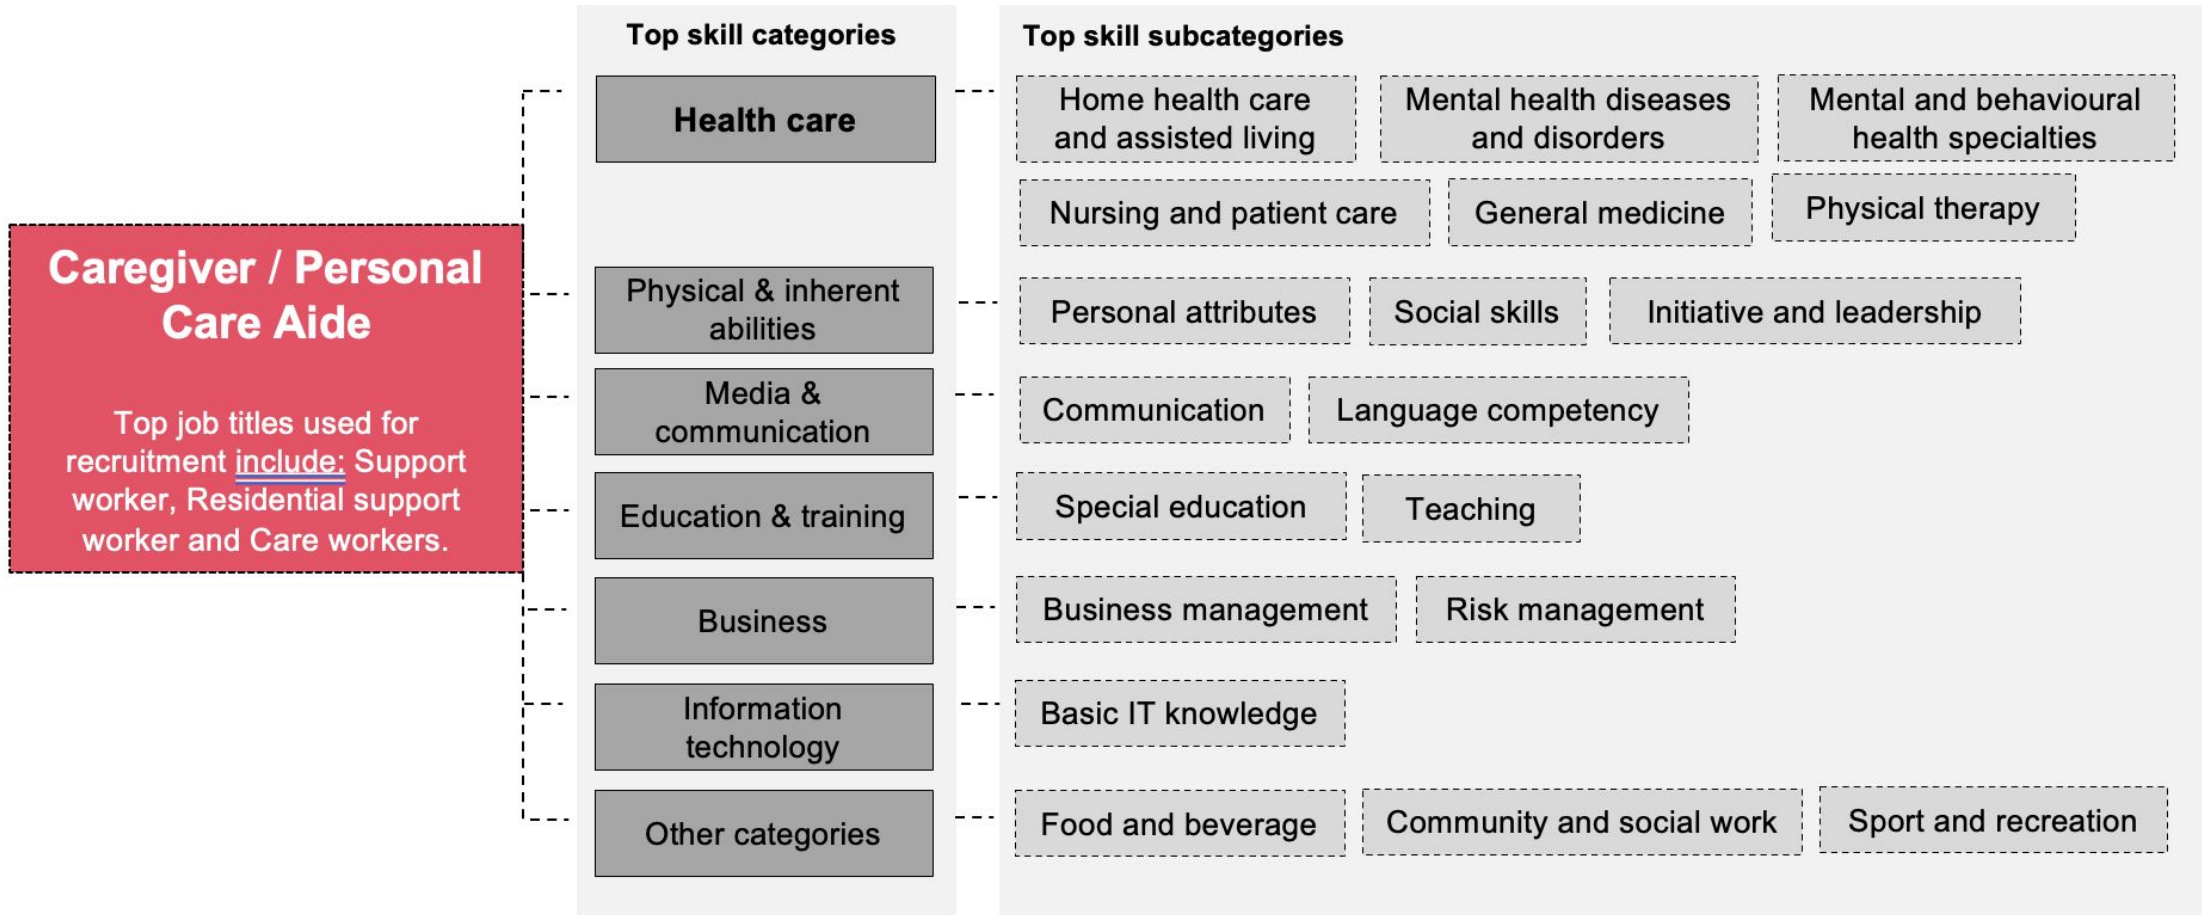 Top skill categories
Top skill subcategories
Caregiver / Personal
Care Aide
Top job titles used for
recruitment include: Support
worker, Residential support
worker and Care workers.
Health care
Home health care
and assisted living
Mental health diseases
and disorders
Mental and behavioural
health specialties
Nursing and patient care
General medicine
Physical therapy
Physical & inherent
abilities
Personal attributes
Social skills
Initiative and leadership
Media &
communication
Communication
Language competency
Education & training
Special education
Teaching
Business
Business management
Risk management
Information
technology
Basic IT knowledge
Other categories
Food and beverage
Community and social work
Sport and recreation